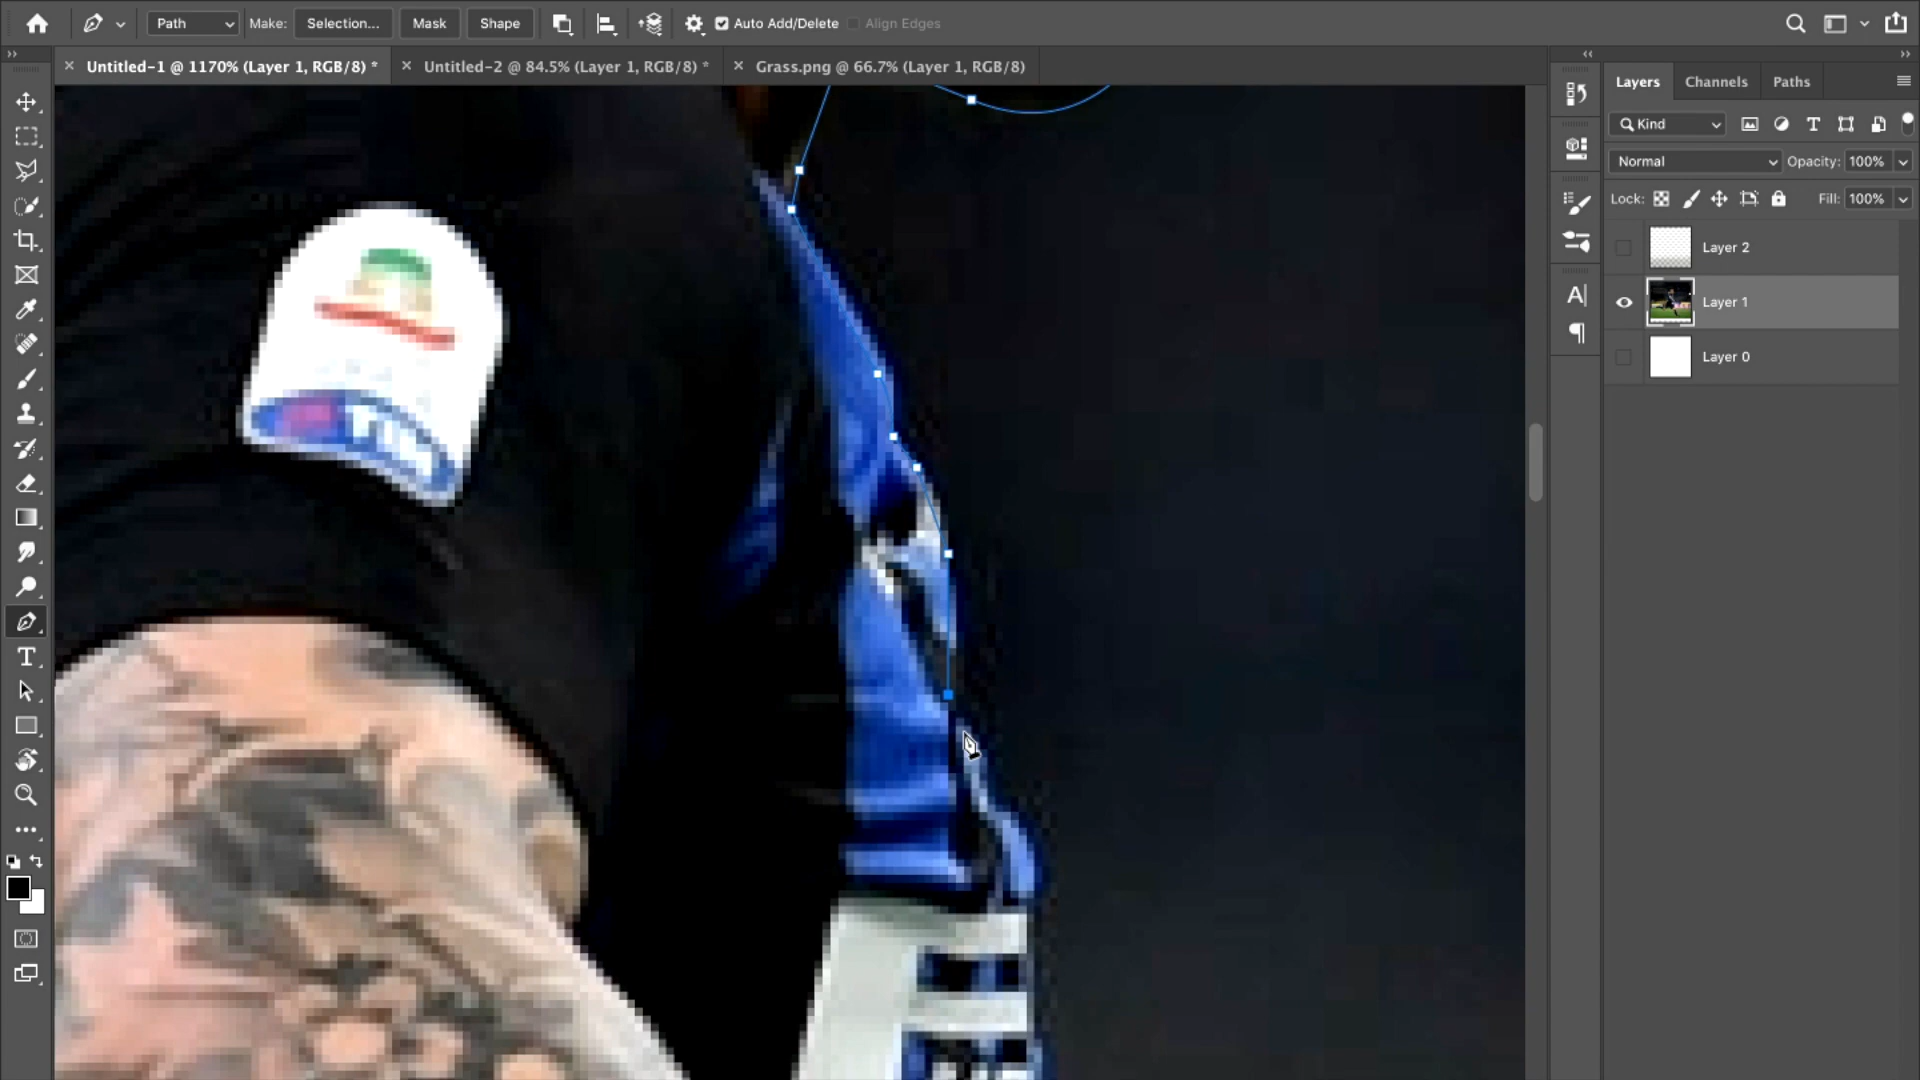 Path Make: Selection... Mask Shape Auto Add/Delete Align Edges
Untitled-1 @ 1170% (Layer 1, RGB/8) * Untitled-2 @ 84.5% (Layer 1, RGB/8) * Grass.png @ 66.7% (Layer 1, RGB/8)
Layers Channels Paths
Kind
Normal Opacity: 100%
Lock: Fill: 100%
Layer 2
Layer 1
Layer 0